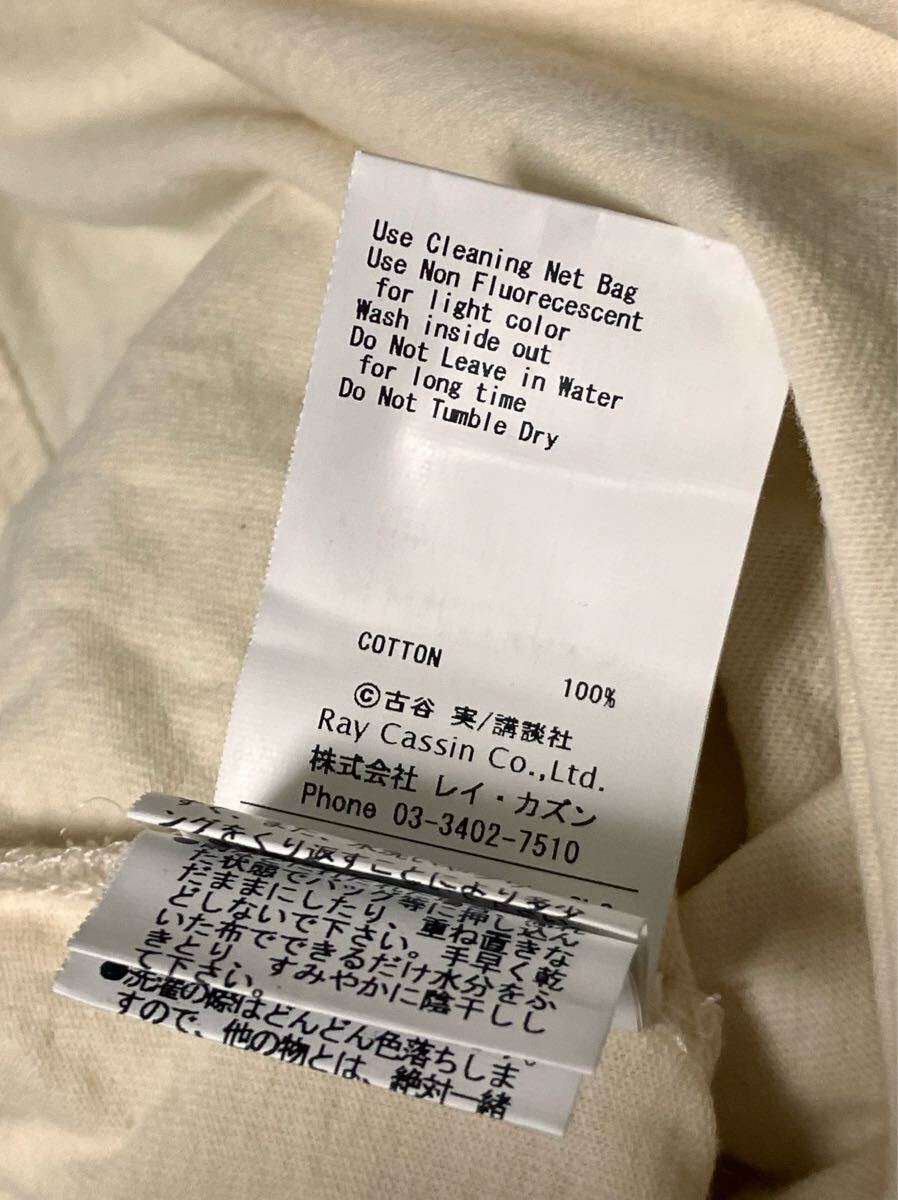 Use Cleaning Net Bag
Use Non Fluorecescent
for light color
Wash inside out
Do Not Leave in Water
for long time
Do Not Tumble Dry
COTTON
100%
©古谷 実/講談社
Ray Cassin Co.,Ltd.
株式会社 レイ・カズン
Phone 03-3402-7510
ングをくり返すことにより多少
た状態でバッグ等に押し込ん
だままにしたり、重ね置きな
どしないで下さい。手早く乾
いた布でできるだけ水分をふ
きとり、すみやかに陰干しし
て下さい。
●洗濯の際はどんどん色落ちしま
すので、他の物とは、絶対一緒